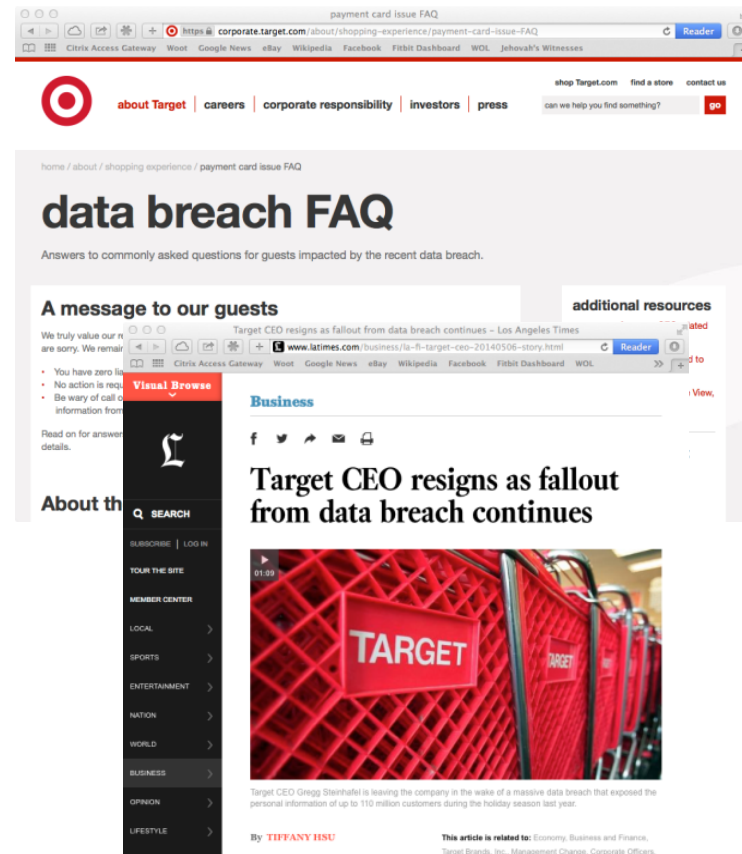 payment card issue FAQ
https corporate.target.com/about/shopping-experience/payment-card-issue-FAQ
Reader
Citrix Access Gateway Woot Google News eBay Wikipedia Facebook Fitbit Dashboard WOL Jehovah's Witnesses
shop Target.com find a store contact us
about Target careers corporate responsibility investors press
can we help you find something? go
home / about / shopping experience / payment card issue FAQ
data breach FAQ
Answers to commonly asked questions for guests impacted by the recent data breach.
A message to our guests
additional resources
We truly value our
are sorry. We remain
You have zero
No action is
Be wary of call
information from
View,
Read on for
details.
About
Target CEO resigns as fallout from data breach continues – Los Angeles Times
www.latimes.com/business/la-fi-target-ceo-20140506-story.html
Reader
Citrix Access Gateway Woot Google News eBay Wikipedia Facebook Fitbit Dashboard WOL
Visual Browse
Business
SEARCH
SUBSCRIBE | LOG IN
TOUR THE SITE
MEMBER CENTER
LOCAL
SPORTS
ENTERTAINMENT
NATION
WORLD
BUSINESS
OPINION
LIFESTYLE
Target CEO resigns as fallout
from data breach continues
01:09
TARGET
TARGET
Target CEO Gregg Steinhafel is leaving the company in the wake of a massive data breach that exposed the
personal information of up to 110 million customers during the holiday season last year.
By TIFFANY HSU
This article is related to: Economy, Business and Finance,
Target Brands, Inc., Management Change, Corporate Officers,